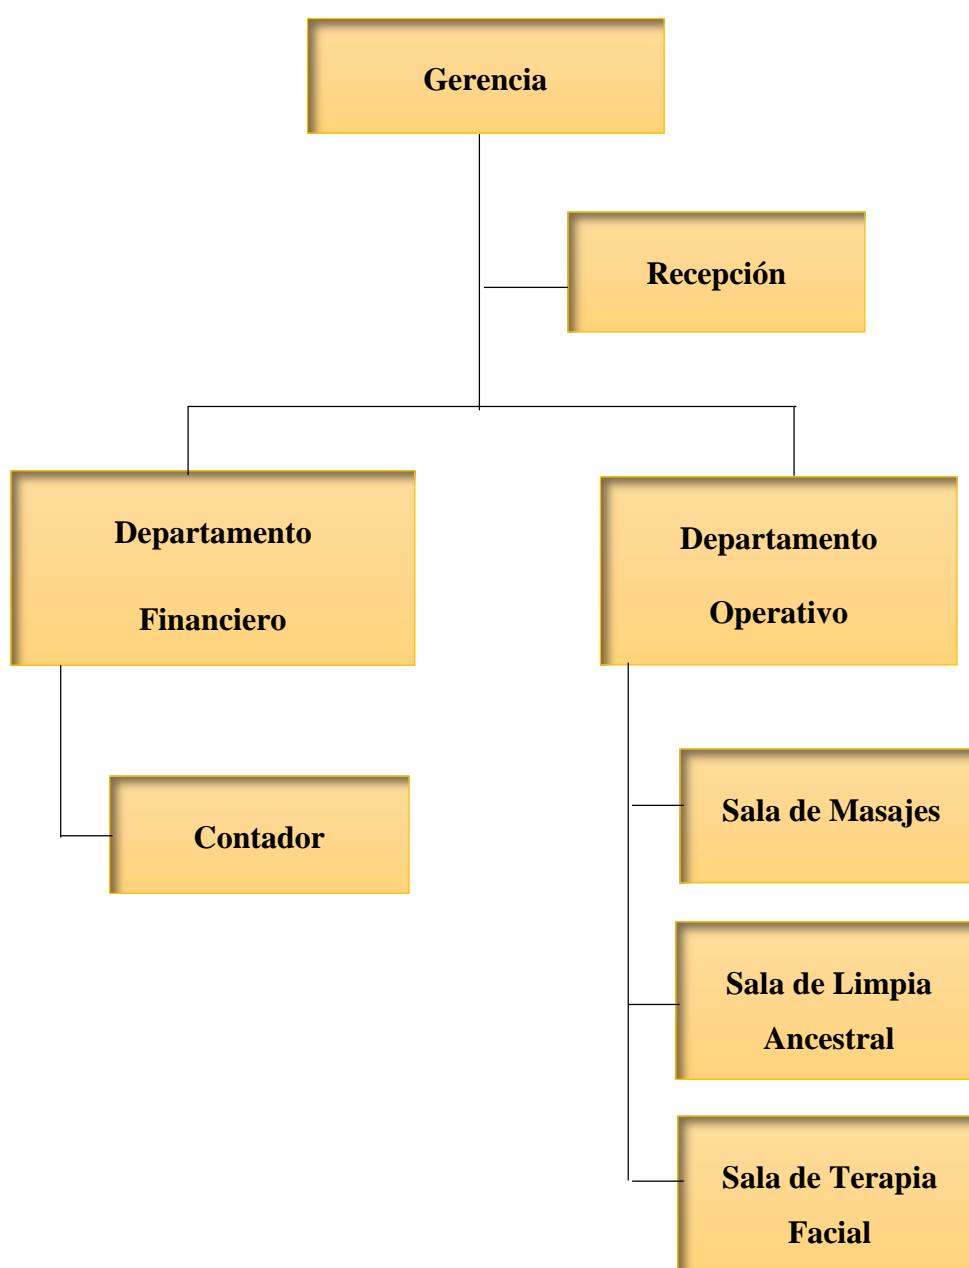 Gerencia
Recepción
Departamento
Financiero
Departamento
Operativo
Contador
Sala de Masajes
Sala de Limpia
Ancestral
Sala de Terapia
Facial